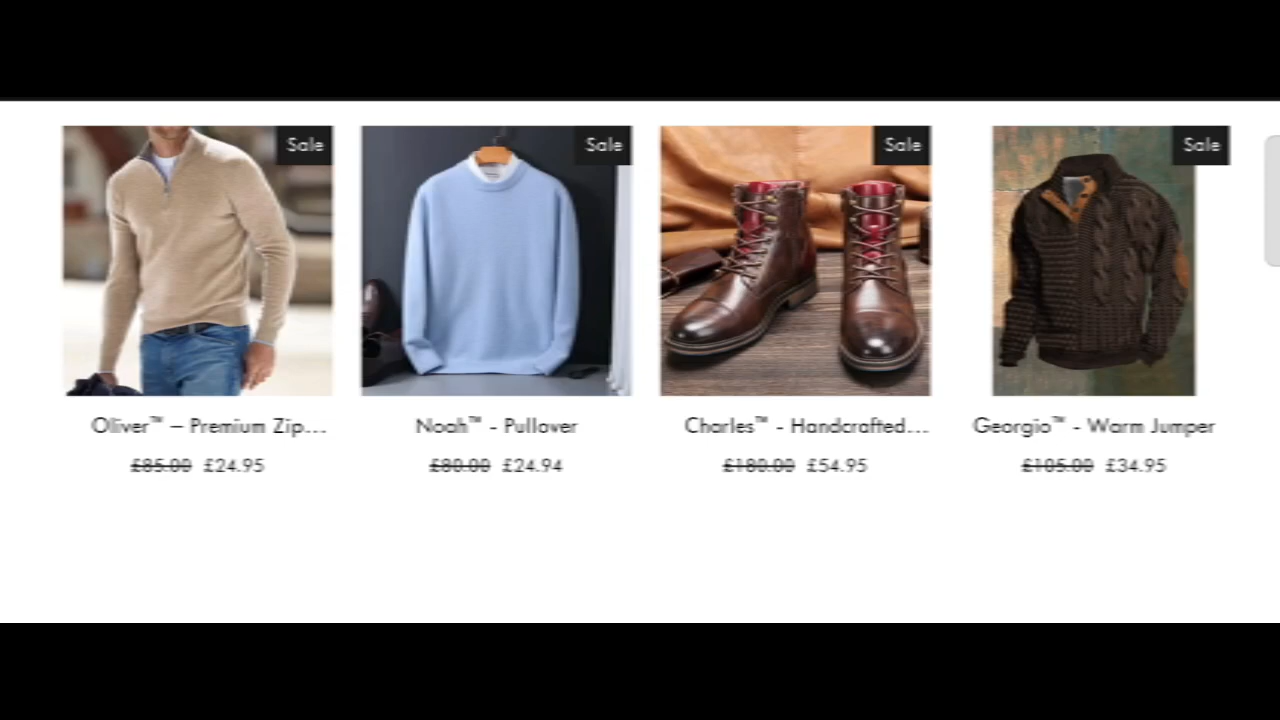 Sale
Sale
Sale
Sale
Oliver™ – Premium Zip....
Noah™ - Pullover
Charles™ - Handcrafted...
Georgio™ - Warm Jumper
£85.00 £24.95
£80.00 £24.94
£180.00 £54.95
£105.00 £34.95